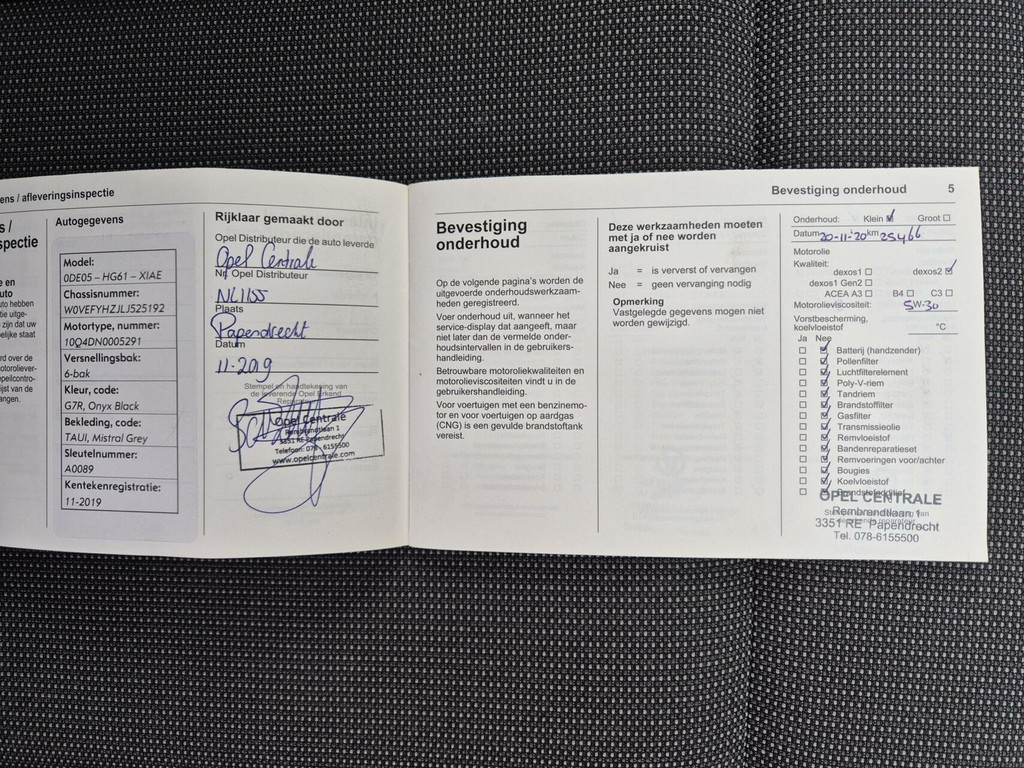 ens / afleveringsinspectie
s /
spectie
e en
uto
uto hebben
tie uitge-
zijn dat uw
elijke staat
rd over de
otorolie ver-
peilcontro-
ijst van de
angen.
Autogegevens
Model:
0DE05 – HG61 – XIAE
Chassisnummer:
W0VEFYHZJLJ525192
Motortype, nummer:
10Q4DN0005291
Versnellingsbak:
6-bak
Kleur, code:
G7R, Onyx Black
Bekleding, code:
TAUI, Mistral Grey
Sleutelnummer:
A0089
Kentekenregistratie:
11-2019
Rijklaar gemaakt door
Opel Distributeur die de auto leverde
Opel Centrale
Nr Opel Distributeur
NL1155
Plaats
Papendrecht
Datum
11-2019
Stempel en handtekening van
de leverende Opel Erkend
Opel Centrale
Rembrandtlaan 1
3351 RE Papendrecht
Telefoon: 078 - 6155500
www.opelcentrale.com
Bevestiging
onderhoud
Op de volgende pagina's worden de
uitgevoerde onderhoudswerkzaam-
heden geregistreerd.
Voer onderhoud uit, wanneer het
service-display dat aangeeft, maar
niet later dan de vermelde onder-
houdsintervallen in de gebruikers-
handleiding.
Betrouwbare motoroliekwaliteiten en
motorolieviscositeiten vindt u in de
gebruikershandleiding.
Voor voertuigen met een benzinemo-
tor en voor voertuigen op aardgas
(CNG) is een gevulde brandstoftank
vereist.
Deze werkzaamheden moeten
met ja of nee worden
aangekruist
Ja = is ververst of vervangen
Nee = geen vervanging nodig
Opmerking
Vastgelegde gegevens mogen niet
worden gewijzigd.
Bevestiging onderhoud 5
Onderhoud: Klein Groot
Datum 20-11-'20 km 25466
Motorolie
Kwaliteit:
dexos1 dexos2
dexos1 Gen2
ACEA A3 B4 C3
Motorolieviscositeit: 5W-30
Vorstbescherming,
koelvloeistof °C
Ja Nee
Batterij (handzender)
Pollenfilter
Luchtfilterelement
Poly-V-riem
Tandriem
Brandstoffilter
Gasfilter
Transmissieolie
Remvloeistof
Bandenreparatieset
Remvoeringen voor/achter
Bougies
Koelvloeistof
OPEL CENTRALE
Rembrandtlaan 1
3351 RE Papendrecht
Tel. 078-6155500